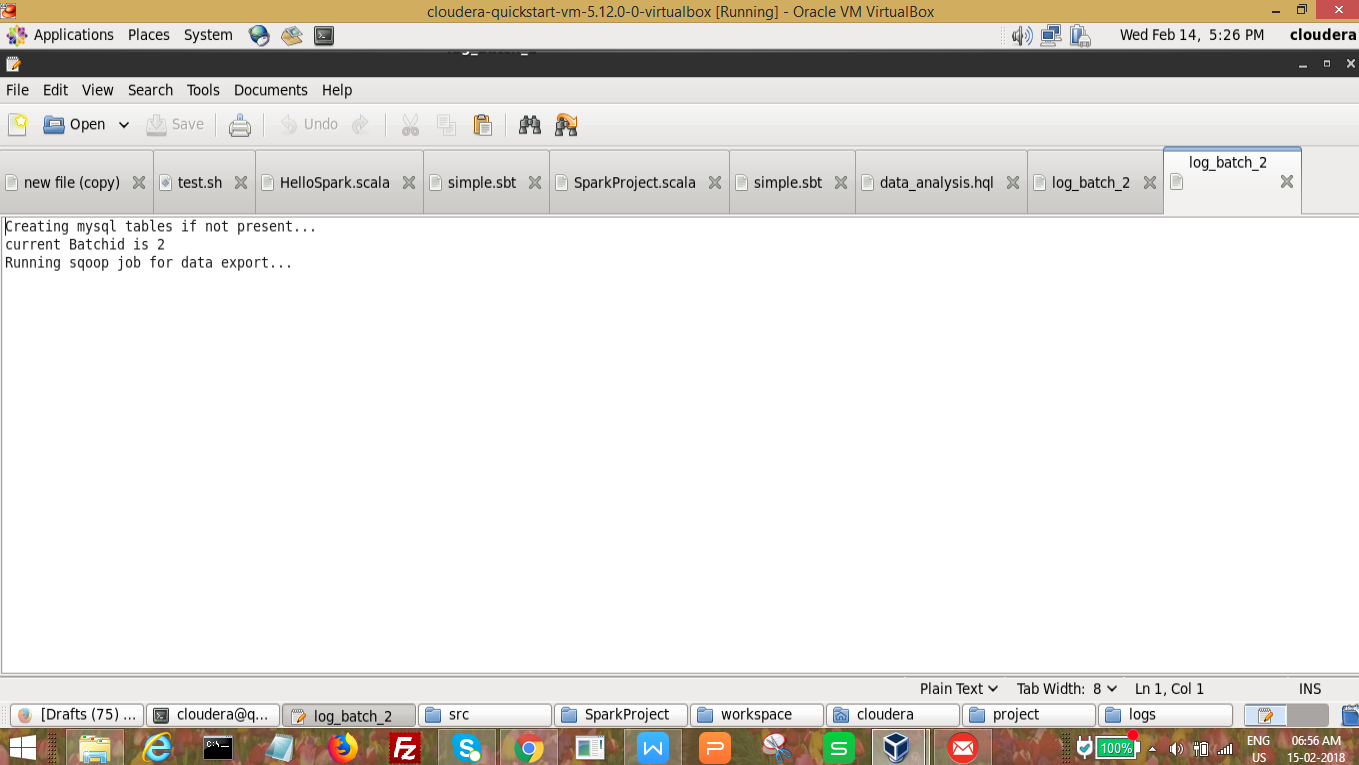 cloudera-quickstart-vm-5.12.0-0-virtualbox [Running] - Oracle VM VirtualBox
Applications Places System Wed Feb 14, 5:26 PM cloudera
File Edit View Search Tools Documents Help
Open Save Undo
new file (copy) test.sh HelloSpark.scala simple.sbt SparkProject.scala simple.sbt data_analysis.hql log_batch_2 log_batch_2
Creating mysql tables if not present...
current Batchid is 2
Running sqoop job for data export...
Plain Text Tab Width: 8 Ln 1, Col 1 INS
[Drafts (75) ... cloudera@q... log_batch_2 src SparkProject workspace cloudera project logs
100% ENG 06:56 AM
US 15-02-2018